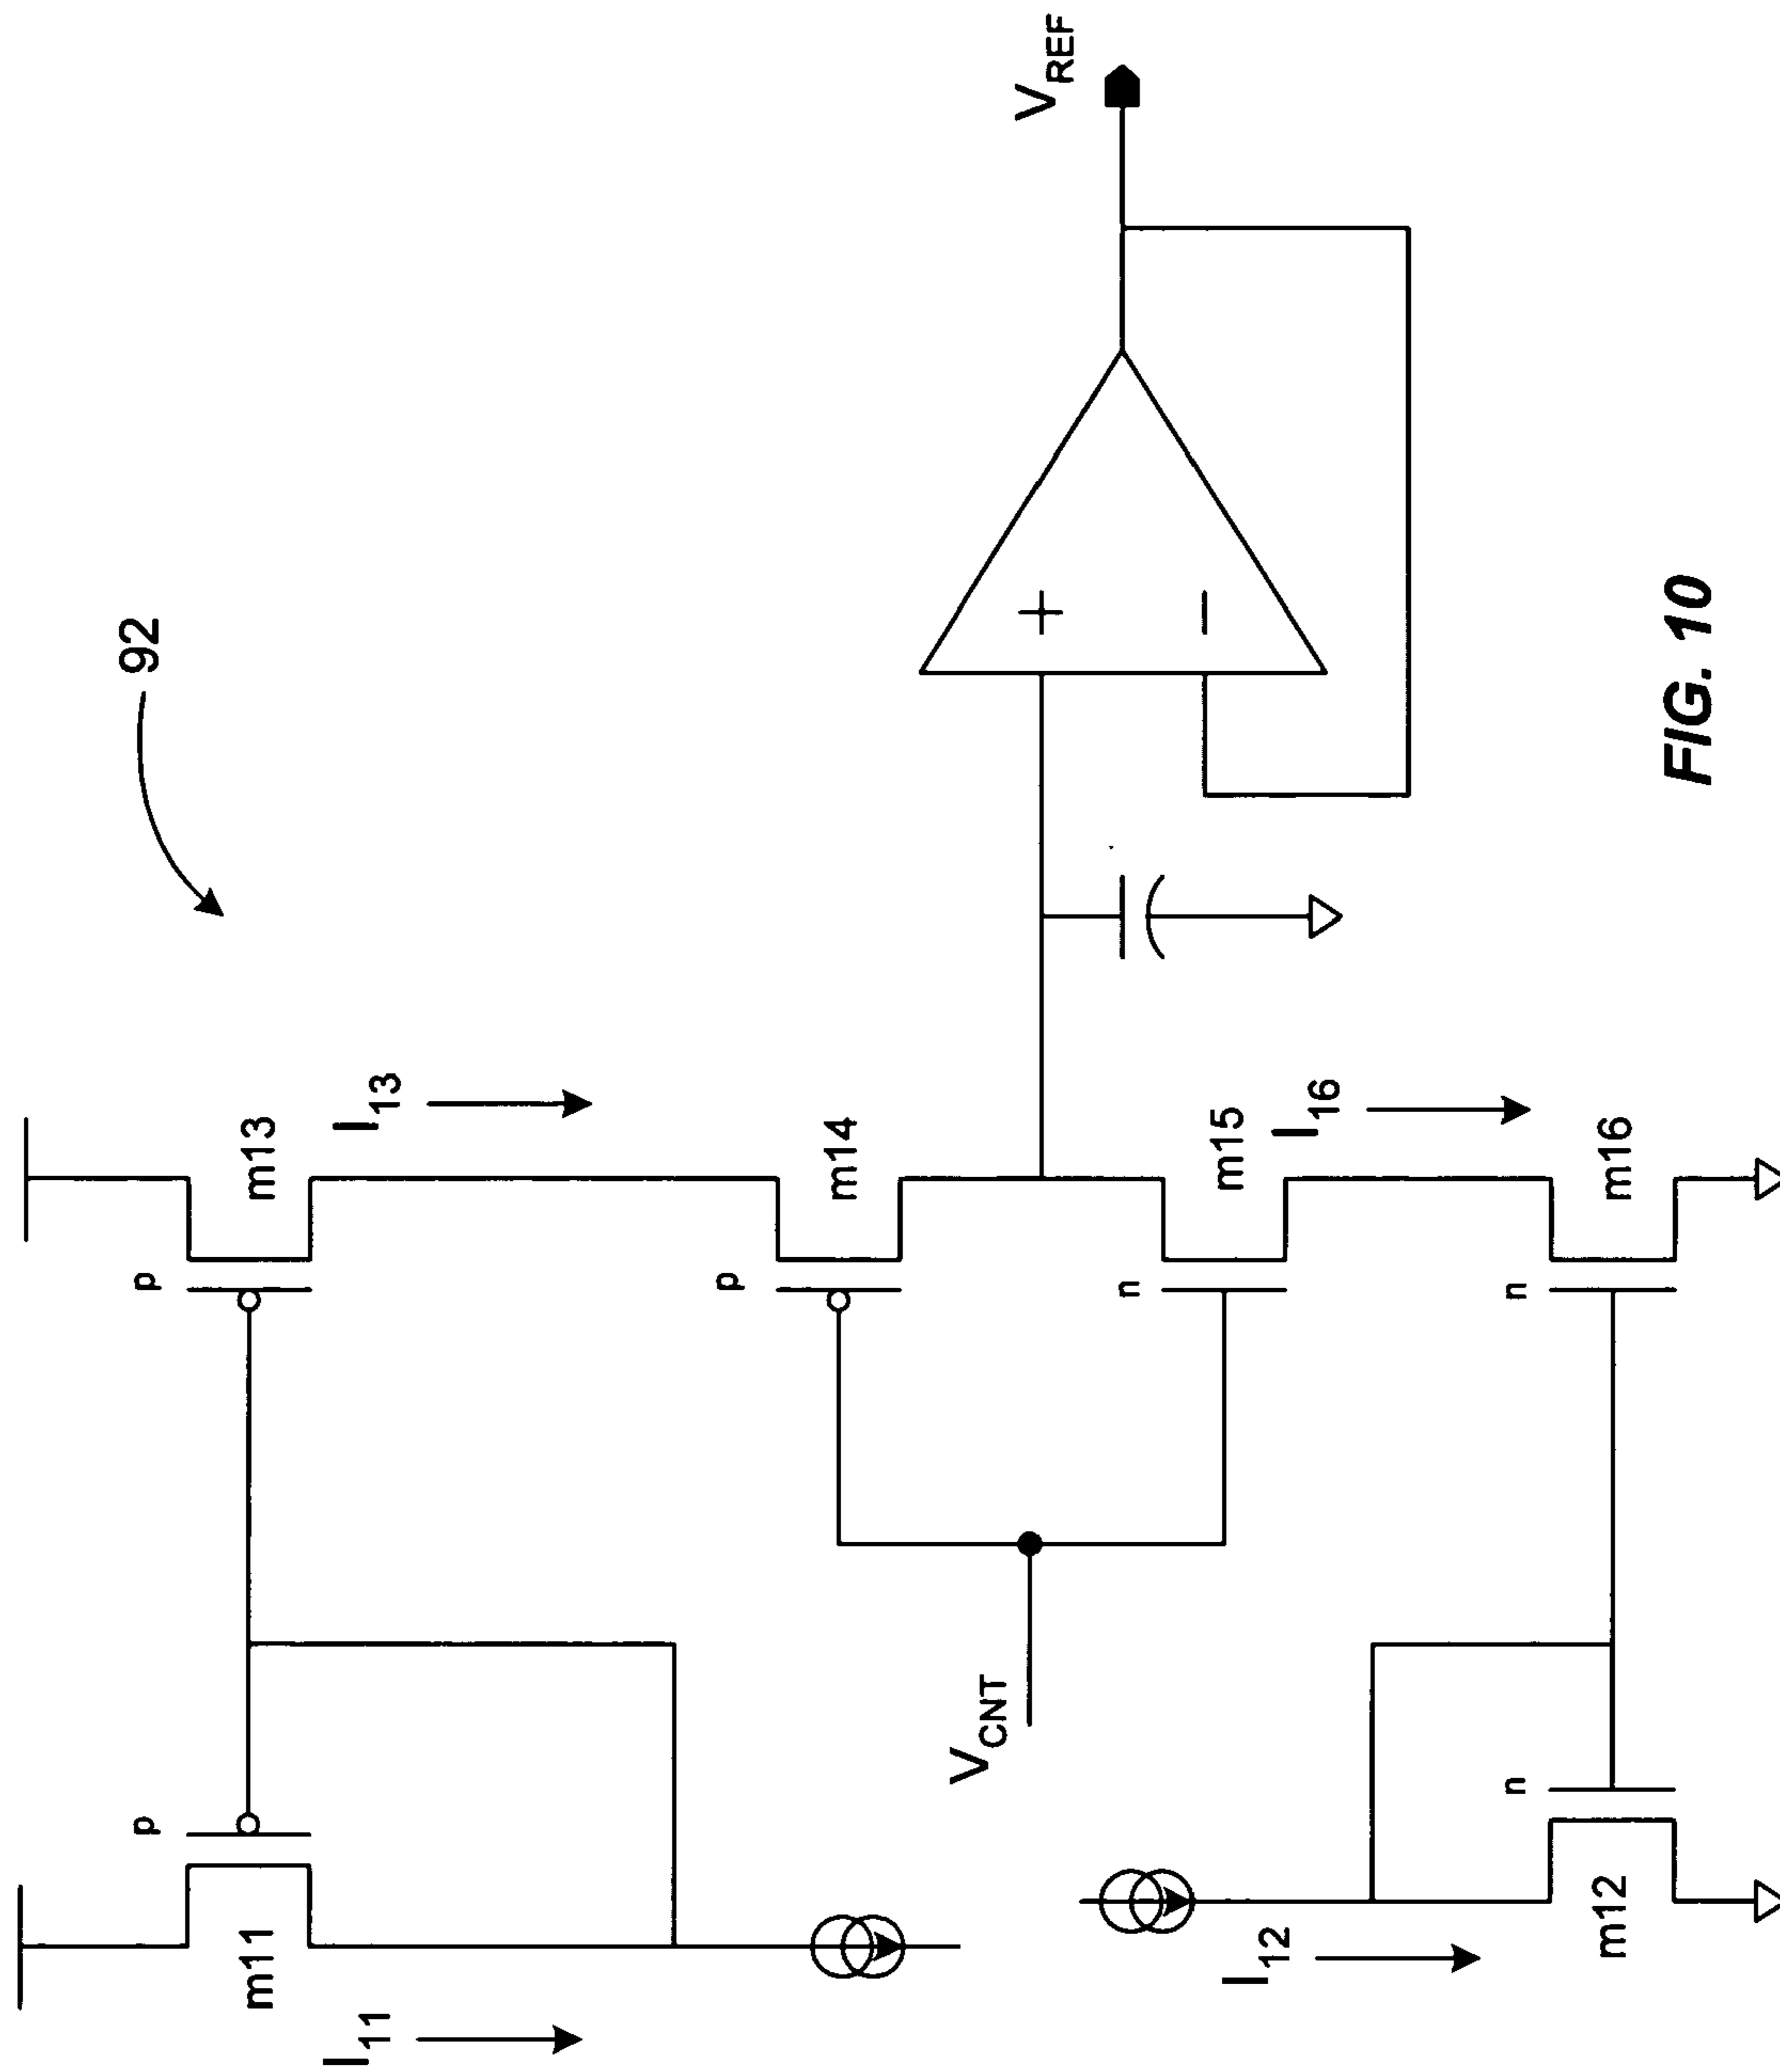 92
p
m11
I11
p
m13
I13
p
m14
VCNT
n
m15
I16
I12
n
m12
n
m16
+
−
VREF
FIG. 10